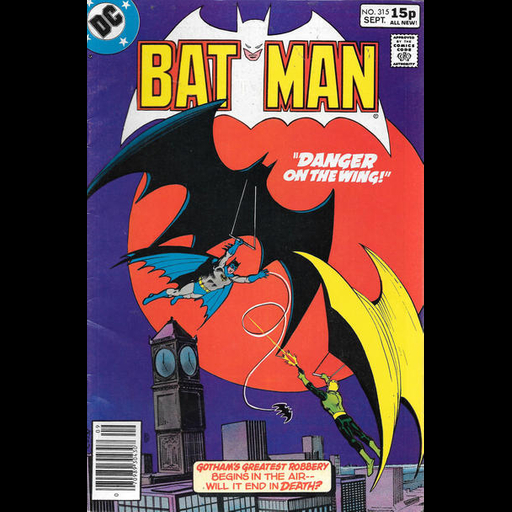 DC
NO. 315
SEPT.
15p
ALL NEW!
APPROVED
BY THE
COMICS
CODE
AUTHORITY
BATMAN
"DANGER
ON THE WING!"
GOTHAM'S GREATEST ROBBERY
BEGINS IN THE AIR--
WILL IT END IN DEATH?
09